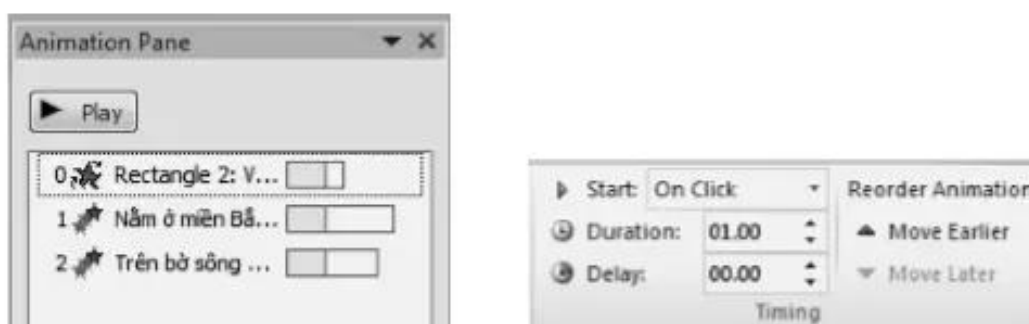 Animation Pane
Play
0 Rectangle 2: V...
1 Nằm ở miền Bắ...
2 Trên bờ sông ...
Start: On Click
Reorder Animation
Duration: 01.00
Move Earlier
Delay: 00.00
Move Later
Timing